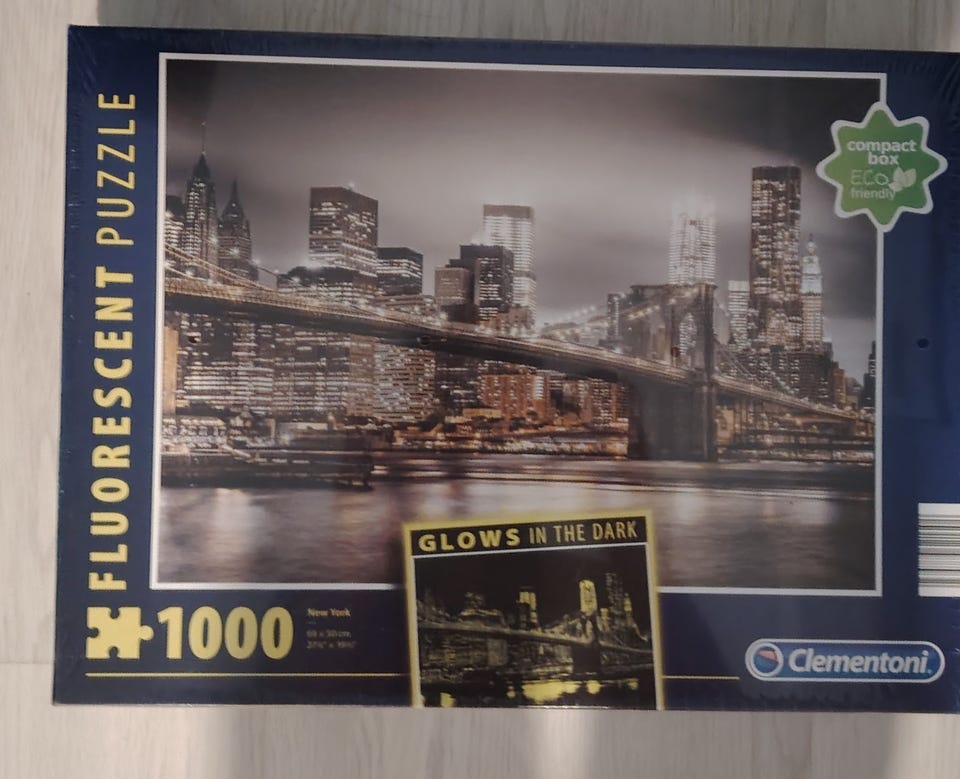 FLUORESCENT PUZZLE
compact
box
ECO
friendly
GLOWS IN THE DARK
1000
New York
Clementoni